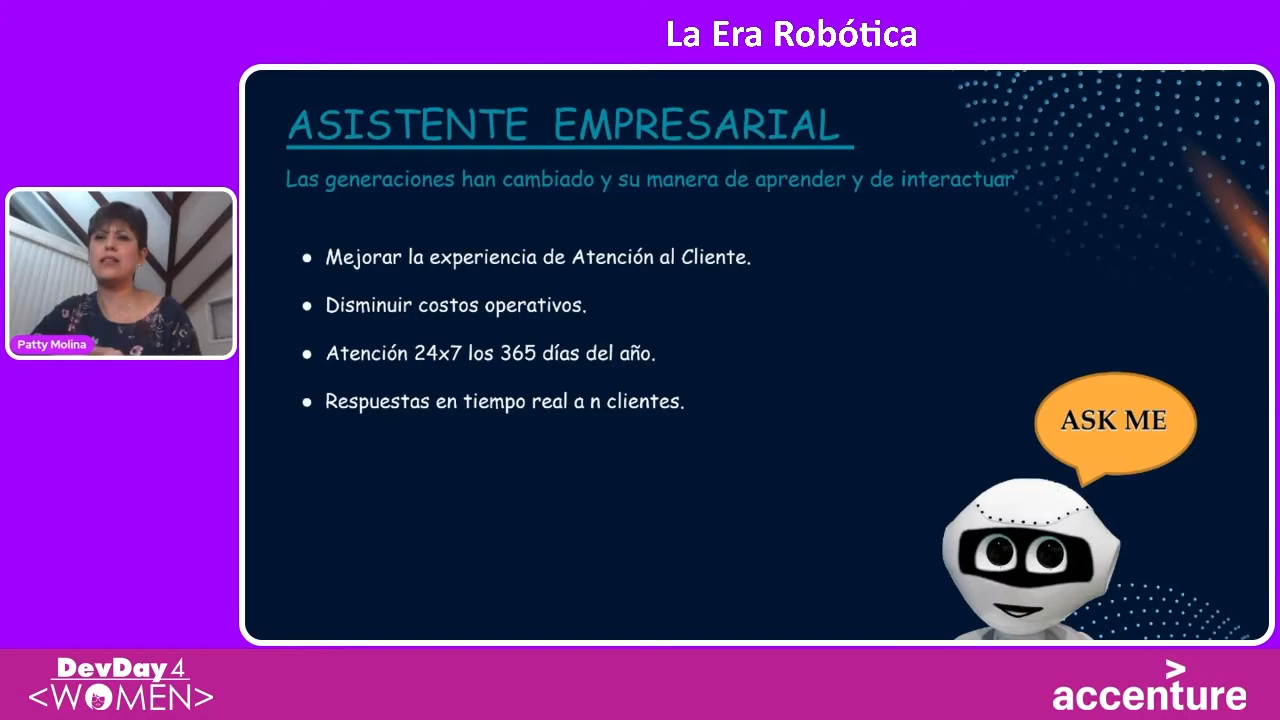 La Era Robótica
ASISTENTE EMPRESARIAL
Las generaciones han cambiado y su manera de aprender y de interactuar
● Mejorar la experiencia de Atención al Cliente.
● Disminuir costos operativos.
● Atención 24x7 los 365 días del año.
● Respuestas en tiempo real a n clientes.
Patty Molina
ASK ME
DevDay4
<WOMEN>
>
accenture